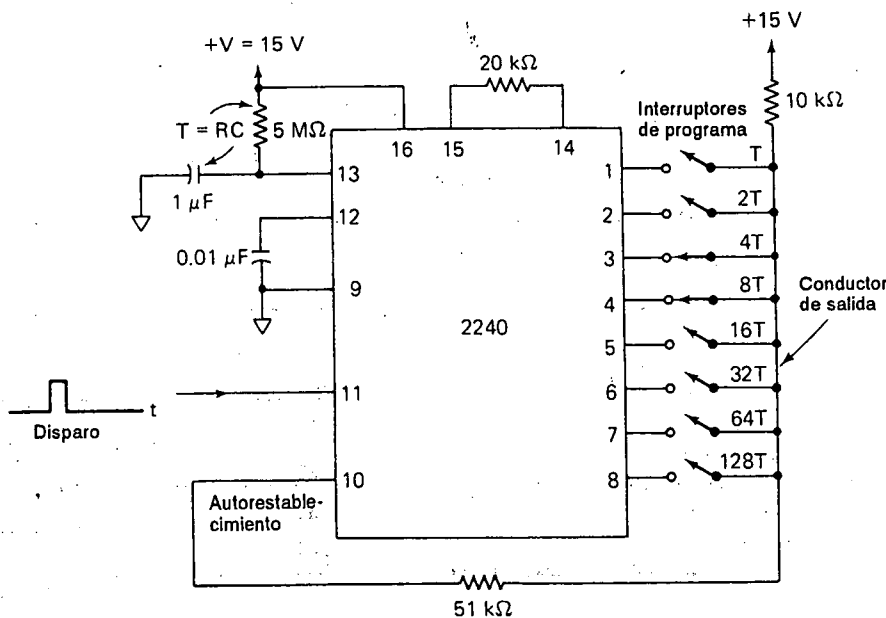 +15 V
+V = 15 V
20 kΩ
10 kΩ
Interruptores
de programa
T = RC
5 MΩ
16
15
14
13
1 μF
12
0.01 μF
9
2240
11
t
Disparo
10
Autorestable-
cimiento
1
T
2
2T
3
4T
4
8T
Conductor
de salida
5
16T
6
32T
7
64T
8
128T
51 kΩ